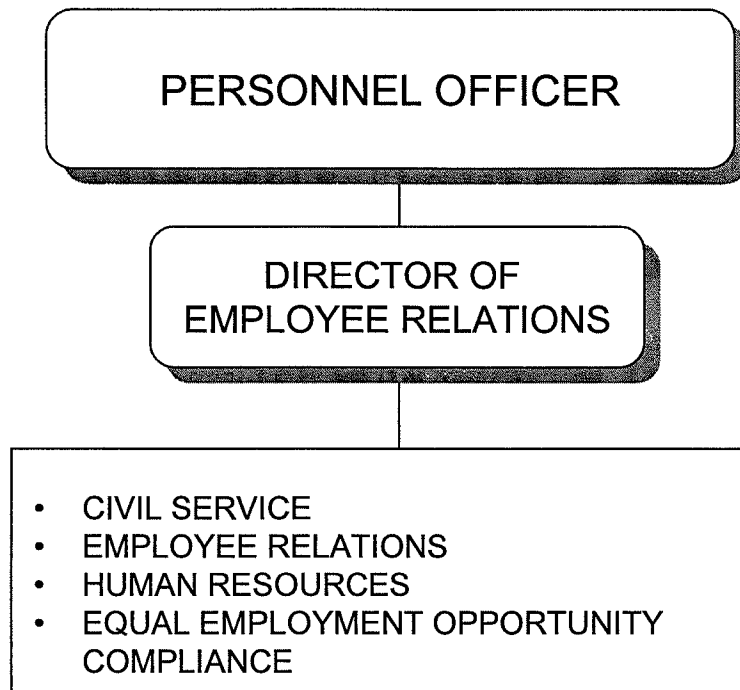 PERSONNEL OFFICER
DIRECTOR OF
EMPLOYEE RELATIONS
• CIVIL SERVICE
• EMPLOYEE RELATIONS
• HUMAN RESOURCES
• EQUAL EMPLOYMENT OPPORTUNITY
COMPLIANCE